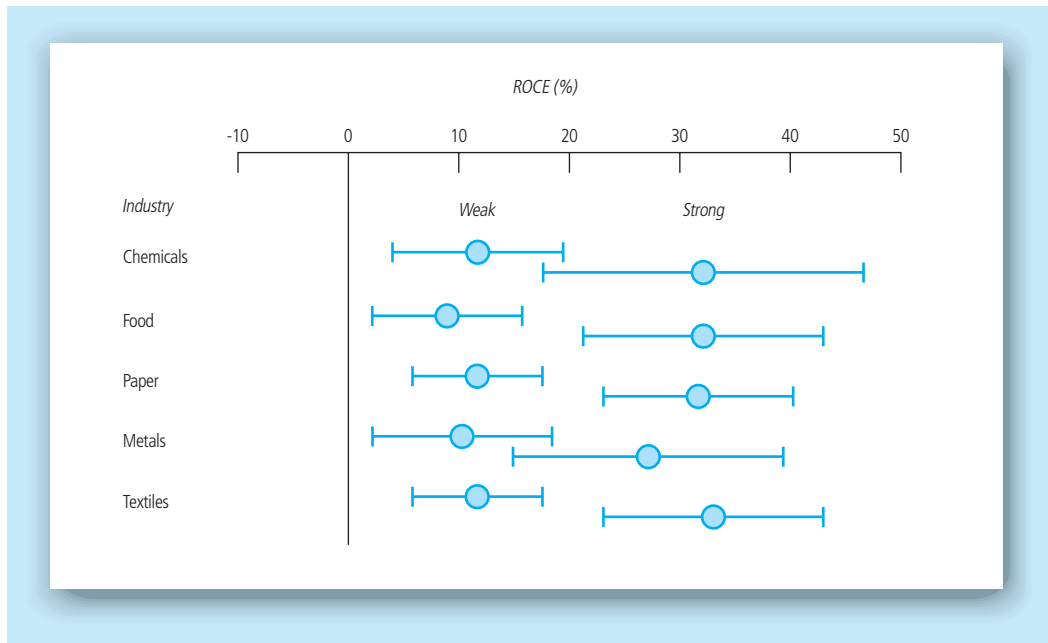 ROCE (%)
-10 0 10 20 30 40 50
Industry Weak Strong
Chemicals
Food
Paper
Metals
Textiles